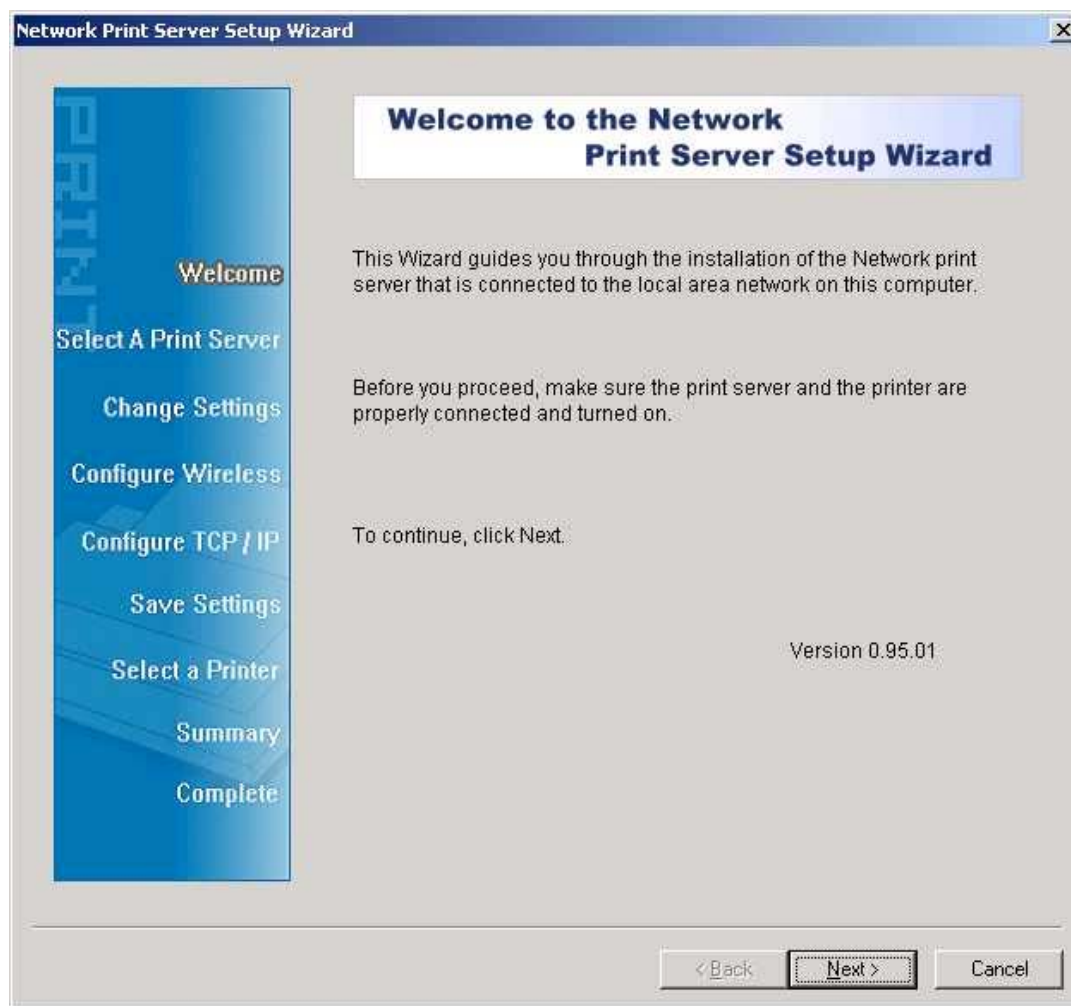 Network Print Server Setup Wizard
PRINT
Welcome
Select A Print Server
Change Settings
Configure Wireless
Configure TCP / IP
Save Settings
Select a Printer
Summary
Complete
Welcome to the Network
Print Server Setup Wizard
This Wizard guides you through the installation of the Network print
server that is connected to the local area network on this computer.
Before you proceed, make sure the print server and the printer are
properly connected and turned on.
To continue, click Next.
Version 0.95.01
< Back
Next >
Cancel